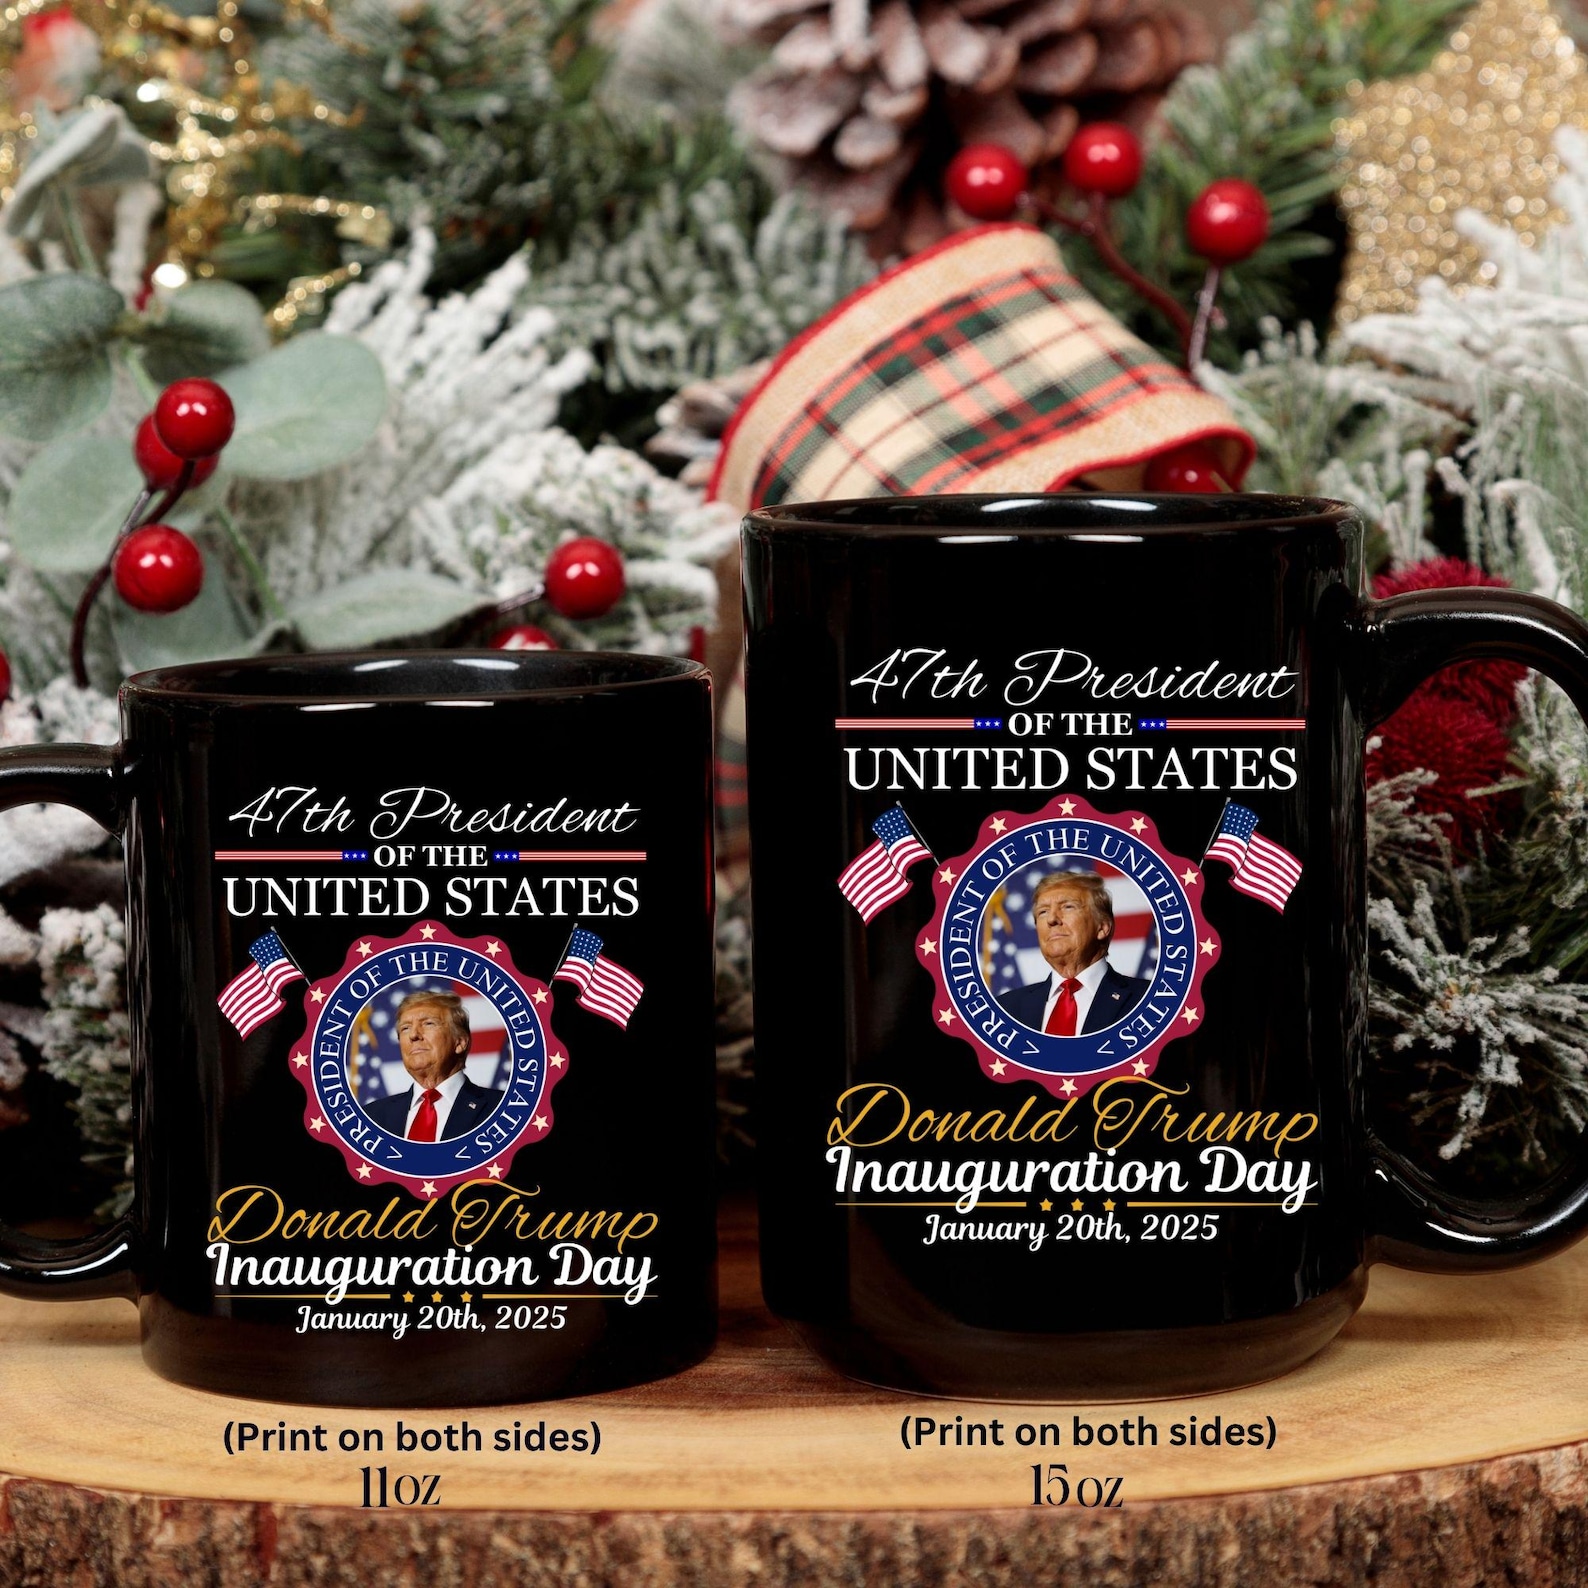 47th President
OF THE
UNITED STATES
PRESIDENT OF THE UNITED STATES
Donald Trump
Inauguration Day
January 20th, 2025
(Print on both sides)
11oz
47th President
OF THE
UNITED STATES
PRESIDENT OF THE UNITED STATES
Donald Trump
Inauguration Day
January 20th, 2025
(Print on both sides)
15oz